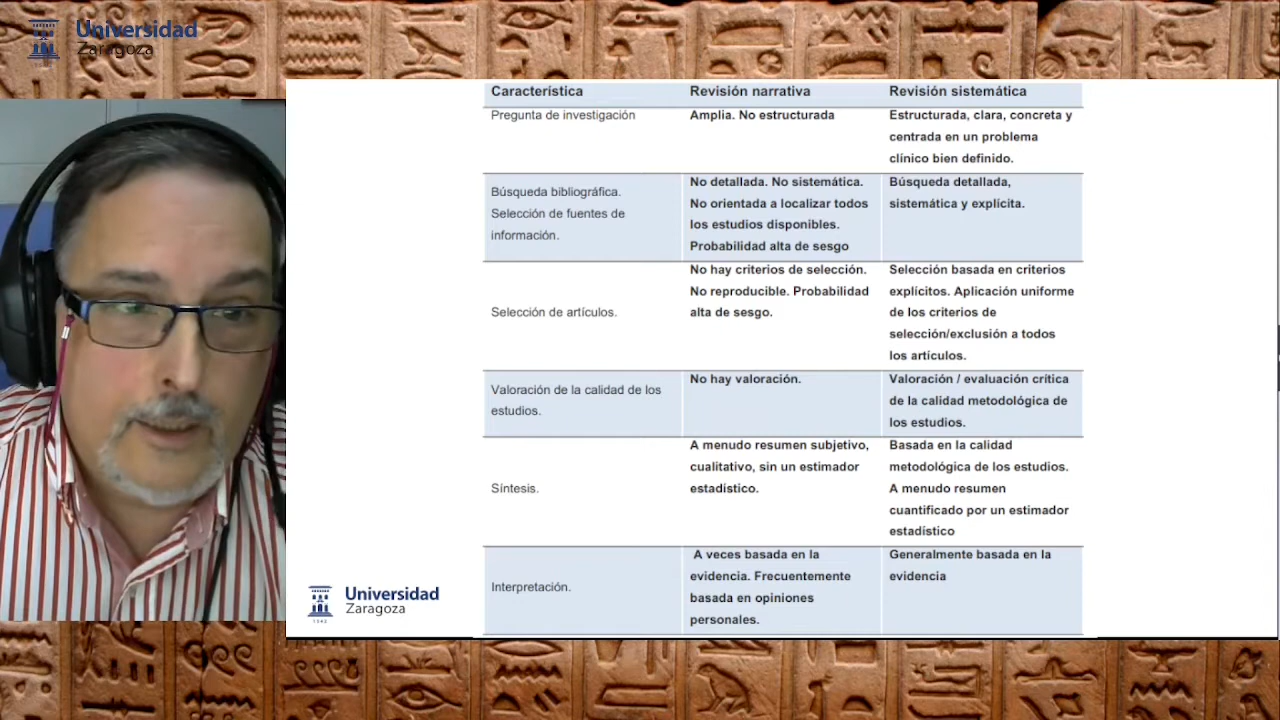 Universidad
Zaragoza
Característica
Revisión narrativa
Revisión sistemática
Pregunta de investigación
Amplia. No estructurada
Estructurada, clara, concreta y
centrada en un problema
clínico bien definido.
Búsqueda bibliográfica.
Selección de fuentes de
información.
No detallada. No sistemática.
No orientada a localizar todos
los estudios disponibles.
Probabilidad alta de sesgo
Búsqueda detallada,
sistemática y explícita.
Selección de artículos.
No hay criterios de selección.
No reproducible. Probabilidad
alta de sesgo.
Selección basada en criterios
explícitos. Aplicación uniforme
de los criterios de
selección/exclusión a todos
los artículos.
Valoración de la calidad de los
estudios.
No hay valoración.
Valoración / evaluación crítica
de la calidad metodológica de
los estudios.
Síntesis.
A menudo resumen subjetivo,
cualitativo, sin un estimador
estadístico.
Basada en la calidad
metodológica de los estudios.
A menudo resumen
cuantificado por un estimador
estadístico
Interpretación.
A veces basada en la
evidencia. Frecuentemente
basada en opiniones
personales.
Generalmente basada en la
evidencia
Universidad
Zaragoza
1542